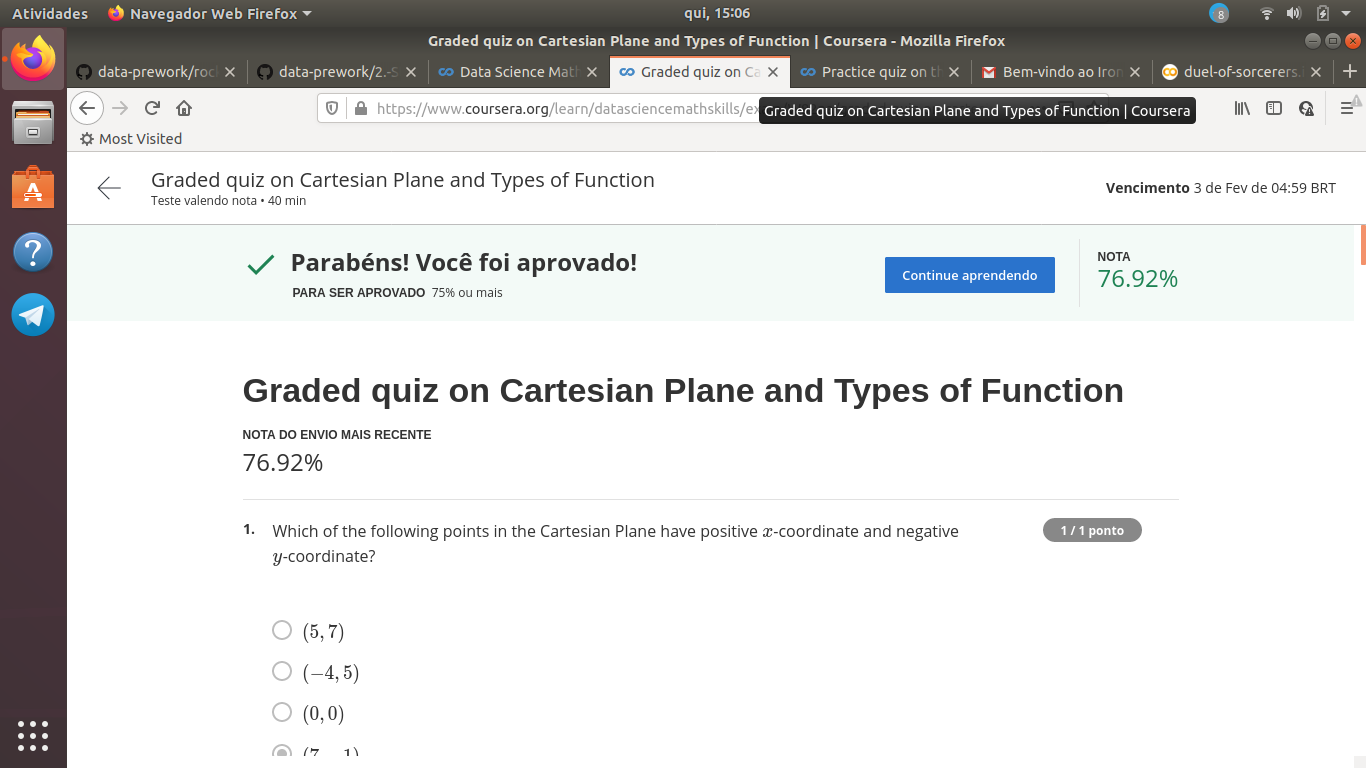 Atividades Navegador Web Firefox qui, 15:06 8
Graded quiz on Cartesian Plane and Types of Function | Coursera - Mozilla Firefox
data-prework/roc data-prework/2.-S Data Science Mat Graded quiz on Ca Practice quiz on t Bem-vindo ao Iron duel-of-sorcerers.
https://www.coursera.org/learn/datasciencemathskills/ex
Graded quiz on Cartesian Plane and Types of Function | Coursera
Most Visited
Graded quiz on Cartesian Plane and Types of Function
Teste valendo nota • 40 min
Vencimento 3 de Fev de 04:59 BRT
Parabéns! Você foi aprovado!
PARA SER APROVADO 75% ou mais
Continue aprendendo
NOTA
76.92%
Graded quiz on Cartesian Plane and Types of Function
NOTA DO ENVIO MAIS RECENTE
76.92%
1. Which of the following points in the Cartesian Plane have positive x-coordinate and negative
y-coordinate?
1 / 1 ponto
(5, 7)
(−4, 5)
(0, 0)
(7, −1)